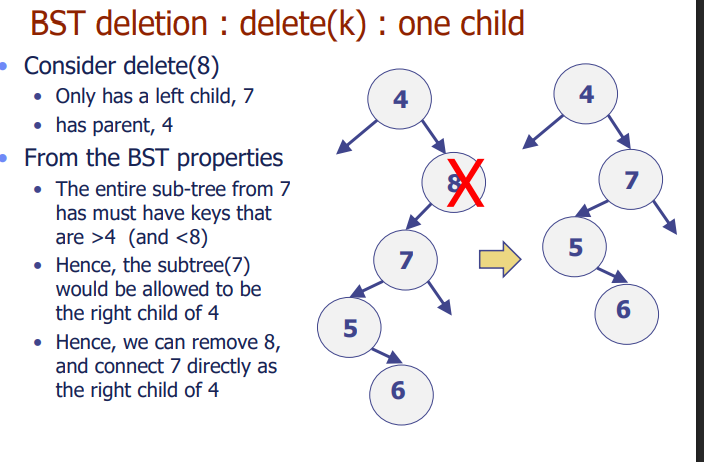 BST deletion : delete(k) : one child
• Consider delete(8)
• Only has a left child, 7
• has parent, 4
• From the BST properties
• The entire sub-tree from 7
has must have keys that
are >4 (and <8)
• Hence, the subtree(7)
would be allowed to be
the right child of 4
• Hence, we can remove 8,
and connect 7 directly as
the right child of 4
4
8
7
5
6
4
7
5
6